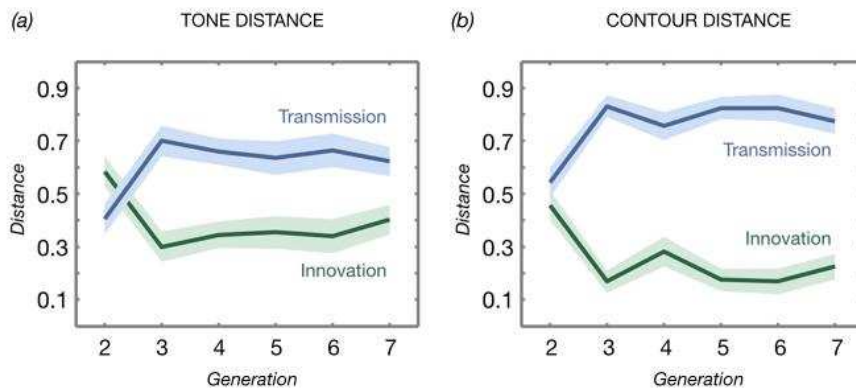 (a) TONE DISTANCE
Distance
0.9
0.7
0.5
0.3
0.1
Transmission
Innovation
2 3 4 5 6 7
Generation
(b) CONTOUR DISTANCE
Distance
0.9
0.7
0.5
0.3
0.1
Transmission
Innovation
2 3 4 5 6 7
Generation